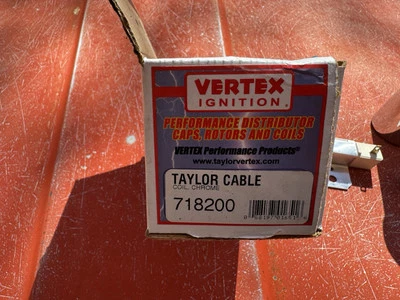 VERTEX
IGNITION®
PERFORMANCE DISTRIBUTOR
CAPS, ROTORS AND COILS
VERTEX Performance Products®
www.taylorvertex.com
TAYLOR CABLE
COIL, CHROME
718200